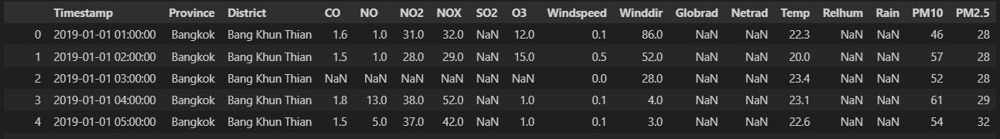 Timestamp Province District CO NO NO2 NOX SO2 O3 Windspeed Winddir Globrad Netrad Temp Relhum Rain PM10 PM2.5
0 2019-01-01 01:00:00 Bangkok Bang Khun Thian 1.6 1.0 31.0 32.0 NaN 12.0 0.1 86.0 NaN NaN 22.3 NaN NaN 46 28
1 2019-01-01 02:00:00 Bangkok Bang Khun Thian 1.5 1.0 28.0 29.0 NaN 15.0 0.5 52.0 NaN NaN 20.0 NaN NaN 57 28
2 2019-01-01 03:00:00 Bangkok Bang Khun Thian NaN NaN NaN NaN NaN NaN 0.0 28.0 NaN NaN 23.4 NaN NaN 52 28
3 2019-01-01 04:00:00 Bangkok Bang Khun Thian 1.8 13.0 38.0 52.0 NaN 1.0 0.1 4.0 NaN NaN 23.1 NaN NaN 61 29
4 2019-01-01 05:00:00 Bangkok Bang Khun Thian 1.5 5.0 37.0 42.0 NaN 1.0 0.1 3.0 NaN NaN 22.6 NaN NaN 54 32